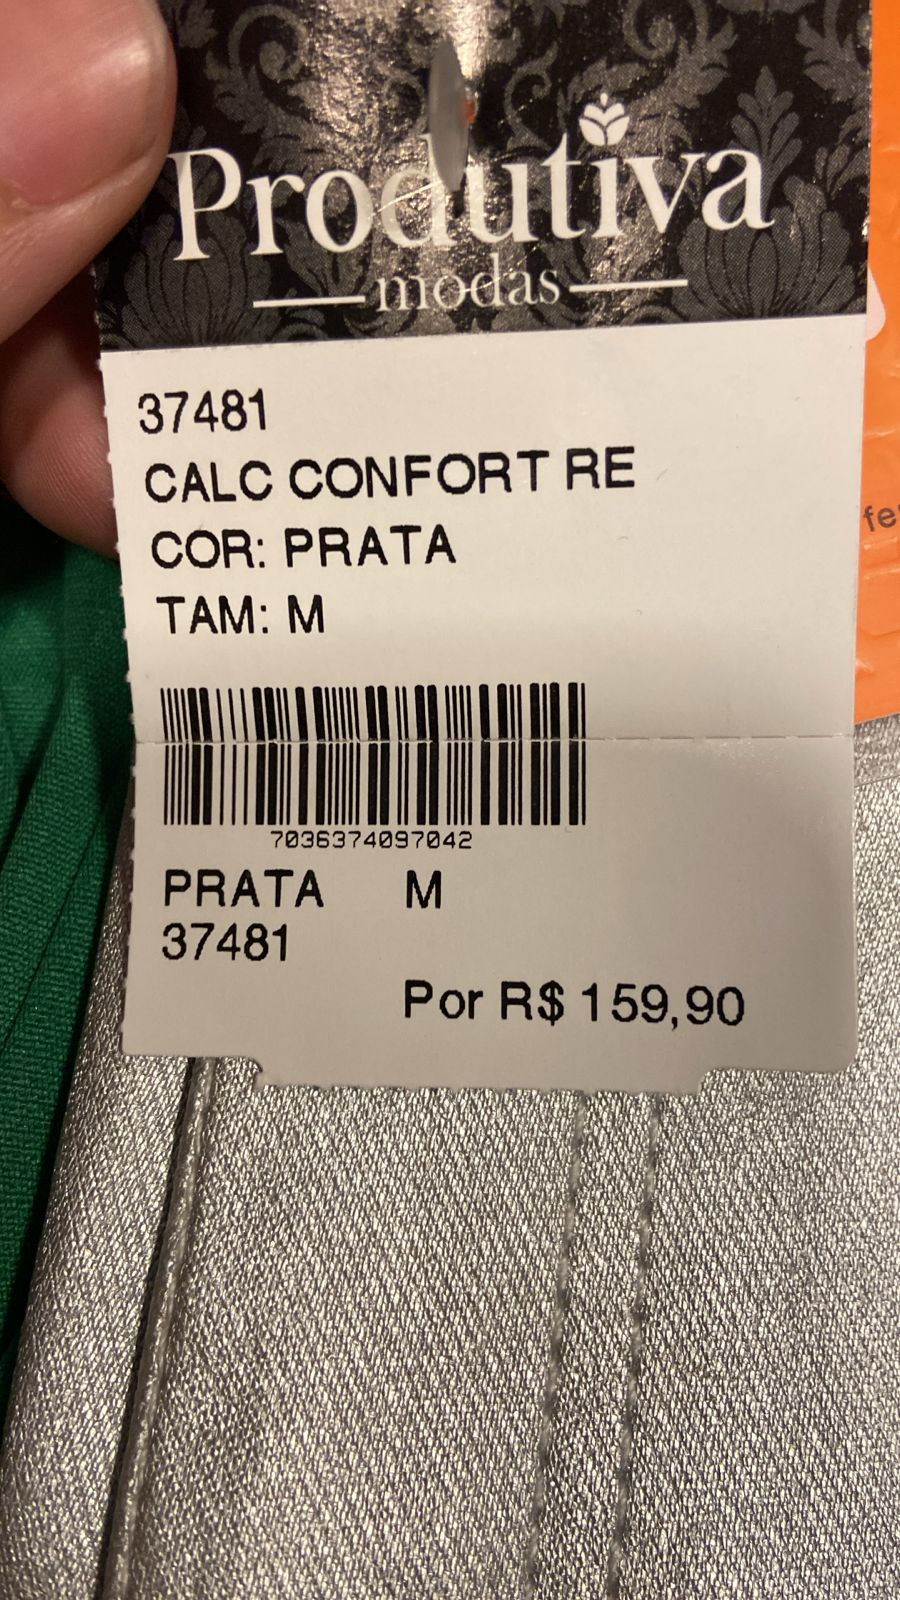 Produtiva
modas
37481
CALC CONFORT RE
COR: PRATA
TAM: M
7036374097042
PRATA M
37481
Por R$ 159,90